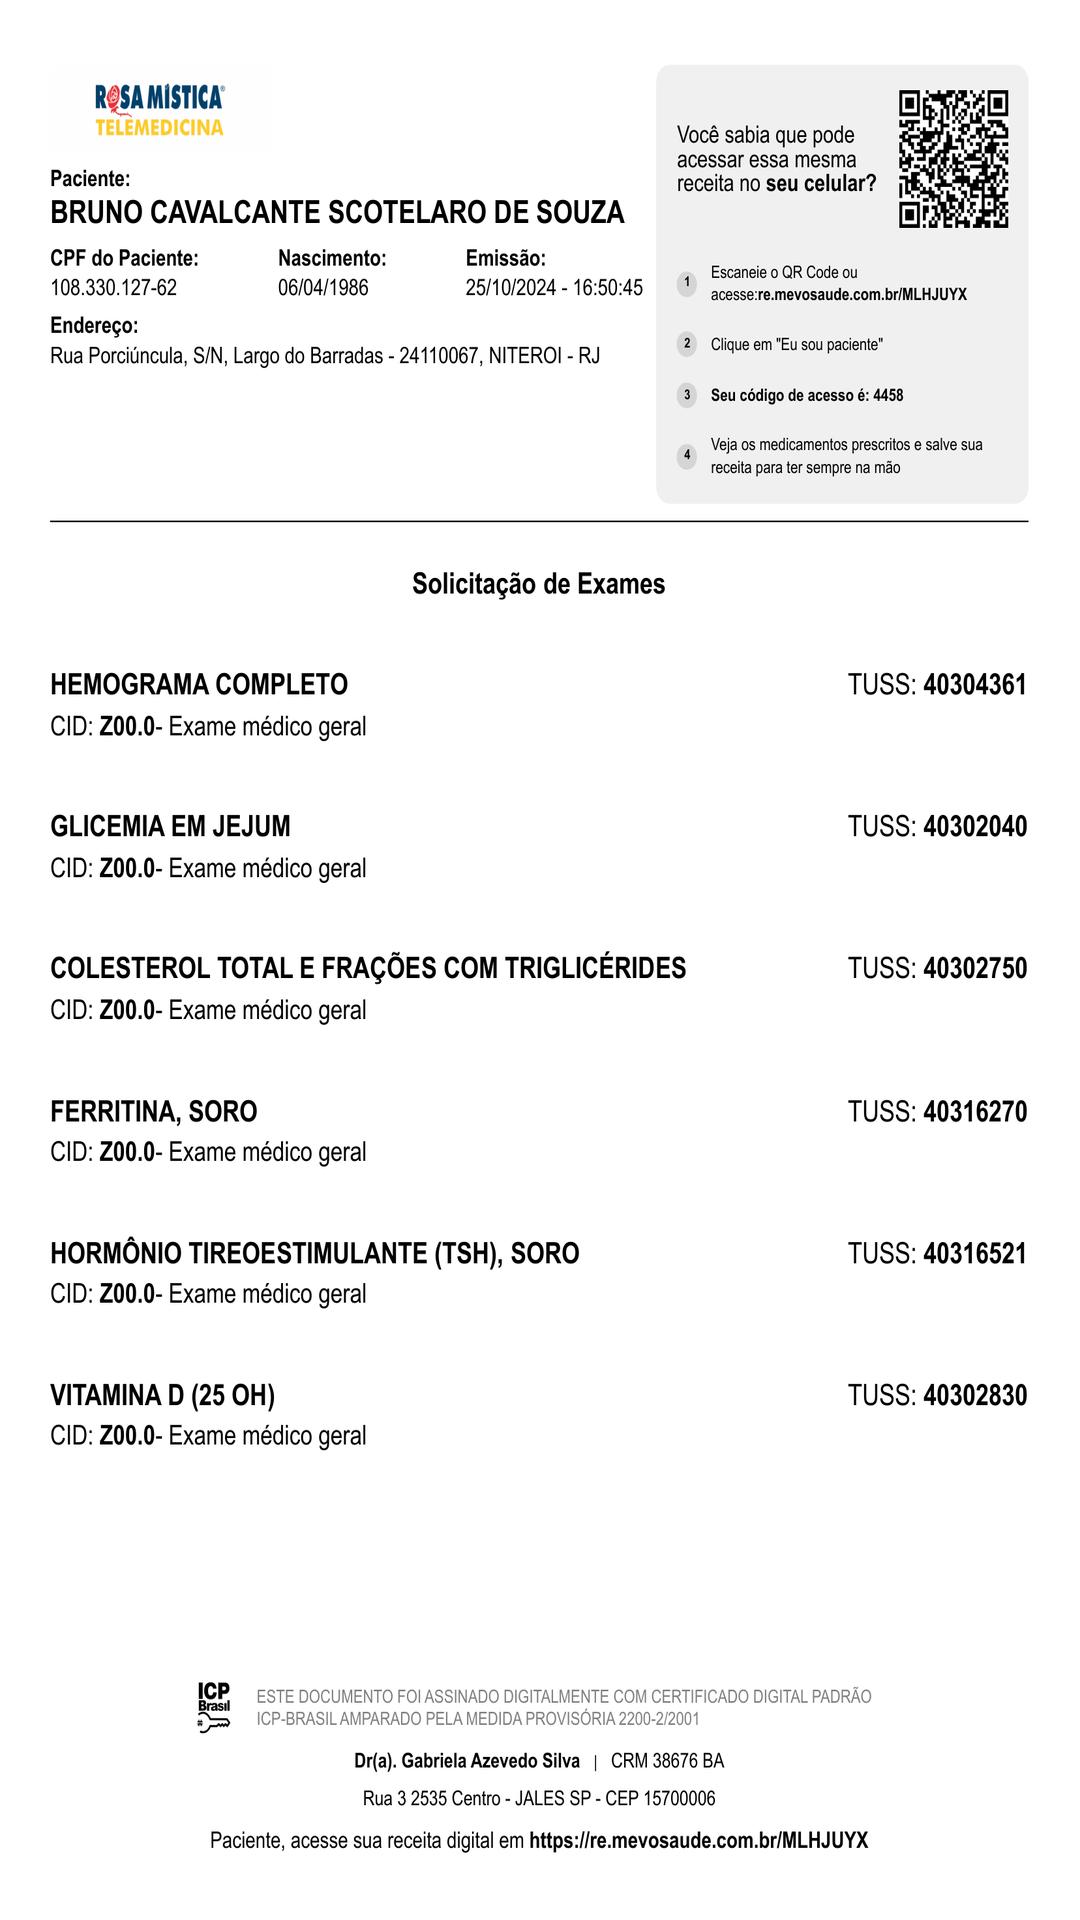 ROSA MÍSTICA®
TELEMEDICINA
Paciente:
BRUNO CAVALCANTE SCOTELARO DE SOUZA
CPF do Paciente: Nascimento: Emissão:
108.330.127-62 06/04/1986 25/10/2024 - 16:50:45
Endereço:
Rua Porciúncula, S/N, Largo do Barradas - 24110067, NITEROI - RJ
Você sabia que pode
acessar essa mesma
receita no seu celular?
1 Escaneie o QR Code ou
acesse:re.mevosaude.com.br/MLHJUYX
2 Clique em "Eu sou paciente"
3 Seu código de acesso é: 4458
4 Veja os medicamentos prescritos e salve sua
receita para ter sempre na mão
Solicitação de Exames
HEMOGRAMA COMPLETO TUSS: 40304361
CID: Z00.0- Exame médico geral
GLICEMIA EM JEJUM TUSS: 40302040
CID: Z00.0- Exame médico geral
COLESTEROL TOTAL E FRAÇÕES COM TRIGLICÉRIDES TUSS: 40302750
CID: Z00.0- Exame médico geral
FERRITINA, SORO TUSS: 40316270
CID: Z00.0- Exame médico geral
HORMÔNIO TIREOESTIMULANTE (TSH), SORO TUSS: 40316521
CID: Z00.0- Exame médico geral
VITAMINA D (25 OH) TUSS: 40302830
CID: Z00.0- Exame médico geral
ICP
Brasil
ESTE DOCUMENTO FOI ASSINADO DIGITALMENTE COM CERTIFICADO DIGITAL PADRÃO
ICP-BRASIL AMPARADO PELA MEDIDA PROVISÓRIA 2200-2/2001
Dr(a). Gabriela Azevedo Silva | CRM 38676 BA
Rua 3 2535 Centro - JALES SP - CEP 15700006
Paciente, acesse sua receita digital em https://re.mevosaude.com.br/MLHJUYX